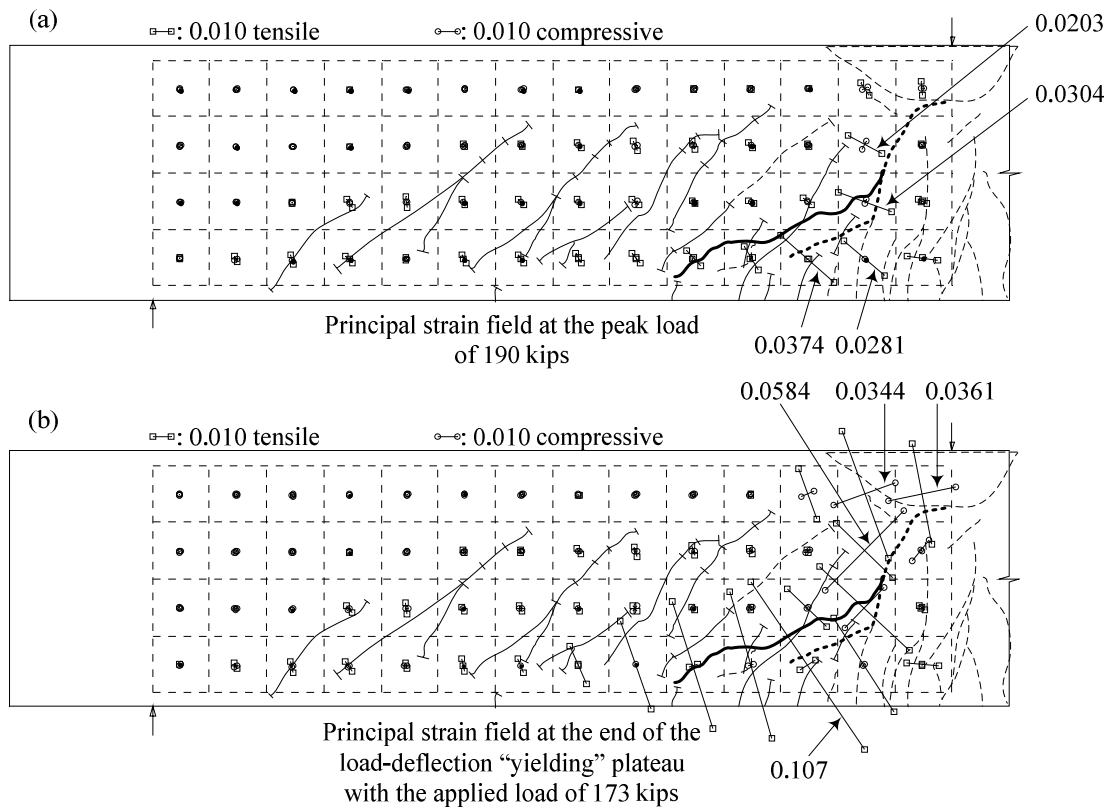 (a)
: 0.010 tensile
: 0.010 compressive
0.0203
0.0304
0.0374
0.0281
Principal strain field at the peak load
of 190 kips
(b)
: 0.010 tensile
: 0.010 compressive
0.0584
0.0344
0.0361
0.107
Principal strain field at the end of the
load-deflection “yielding” plateau
with the applied load of 173 kips